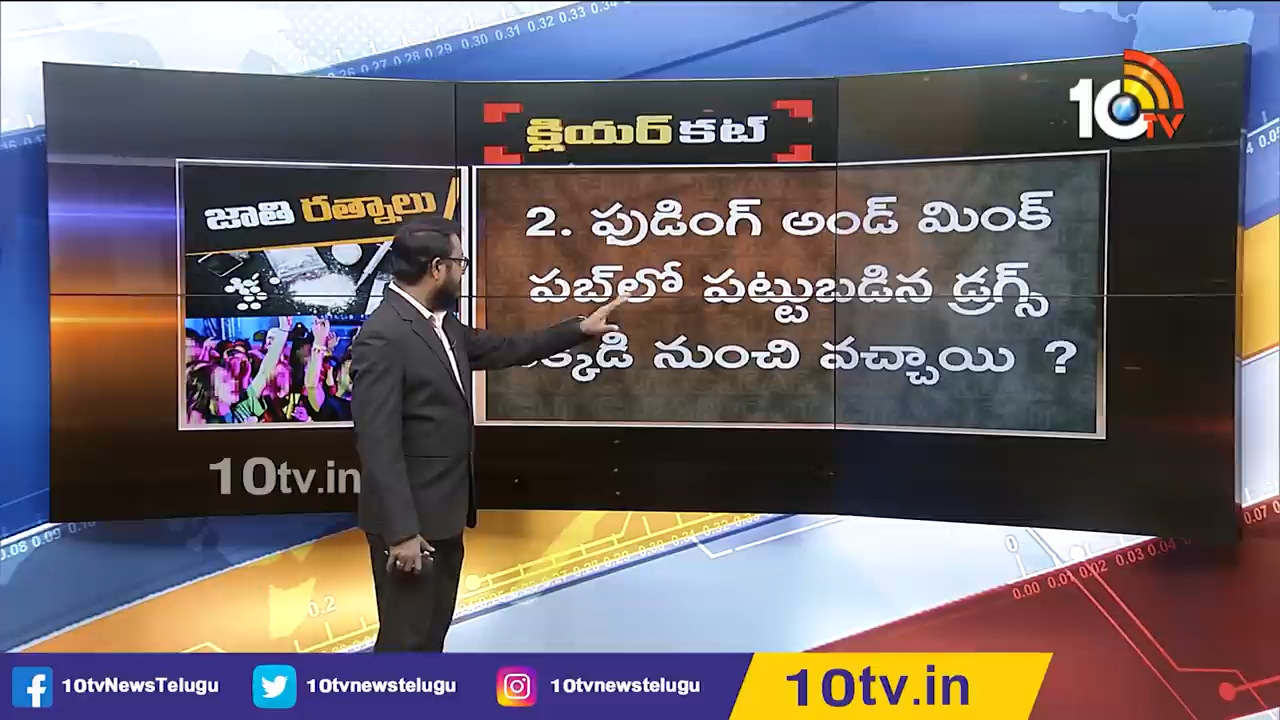 10TV
క్లియర్ కట్
జాతి రత్నాలు
2. ఫుడింగ్ అండ్ మింక్
పబ్‌లో పట్టుబడిన డ్రగ్స్
నుంచి వచ్చాయి ?
10tv.in
10tvNewsTelugu
10tvnewstelugu
10tvnewstelugu
10tv.in